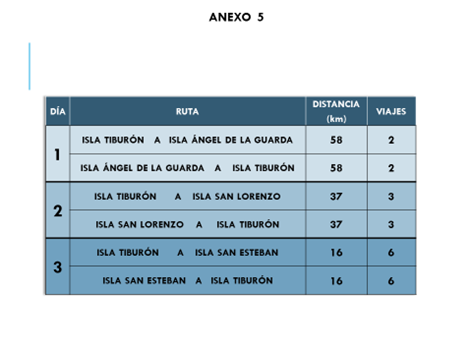 ANEXO 5
DÍA RUTA DISTANCIA (km) VIAJES
1 ISLA TIBURÓN A ISLA ÁNGEL DE LA GUARDA 58 2
ISLA ÁNGEL DE LA GUARDA A ISLA TIBURÓN 58 2
2 ISLA TIBURÓN A ISLA SAN LORENZO 37 3
ISLA SAN LORENZO A ISLA TIBURÓN 37 3
3 ISLA TIBURÓN A ISLA SAN ESTEBAN 16 6
ISLA SAN ESTEBAN A ISLA TIBURÓN 16 6